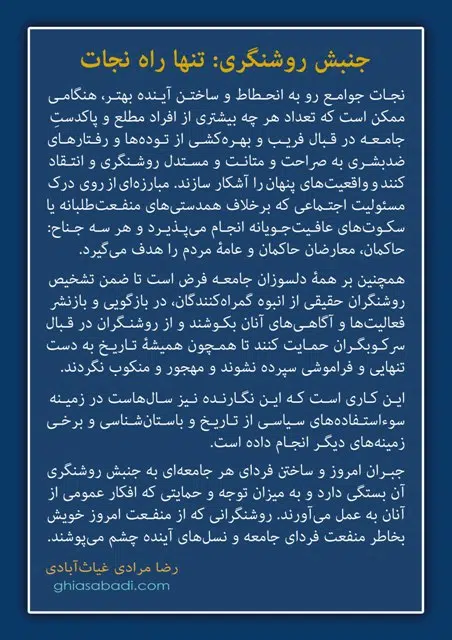 جنبش روشنگری: تنها راه نجات
نجات جوامع رو به انحطاط و ساختن آینده بهتر، هنگامی
ممکن است که تعداد هر چه بیشتری از افراد مطلع و پاکدستِ
جامعه در قبال فریب و بهره‌کشی از توده‌ها و رفتارهای
ضدبشری به صراحت و متانت و مستدل روشنگری و انتقاد
کنند و واقعیت‌های پنهان را آشکار سازند. مبارزه‌ای از روی درک
مسئولیت اجتماعی که برخلاف همدستی‌های منفعت‌طلبانه یا
سکوت‌های عافیت‌جویانه انجام می‌پذیرد و هر سه جناح:
حاکمان، معارضان حاکمان و عامهٔ مردم را هدف می‌گیرد.
همچنین بر همهٔ دلسوزان جامعه فرض است تا ضمن تشخیص
روشنگران حقیقی از انبوه گمراه‌کنندگان، در بازگویی و بازنشر
فعالیت‌ها و آگاهی‌های آنان بکوشند و از روشنگران در قبال
سرکوبگران حمایت کنند تا همچون همیشهٔ تاریخ به دست
تنهایی و فراموشی سپرده نشوند و مهجور و منکوب نگردند.
این کاری است که این نگارنده نیز سال‌هاست در زمینه
سوءاستفاده‌های سیاسی از تاریخ و باستان‌شناسی و برخی
زمینه‌های دیگر انجام داده است.
جبران امروز و ساختن فردای هر جامعه‌ای به جنبش روشنگری
آن بستگی دارد و به میزان توجه و حمایتی که افکار عمومی از
آنان به عمل می‌آورند. روشنگرانی که از منفعت امروز خویش
بخاطر منفعت فردای جامعه و نسل‌های آینده چشم می‌پوشند.
رضا مرادی غیاث‌آبادی
ghiasabadi.com